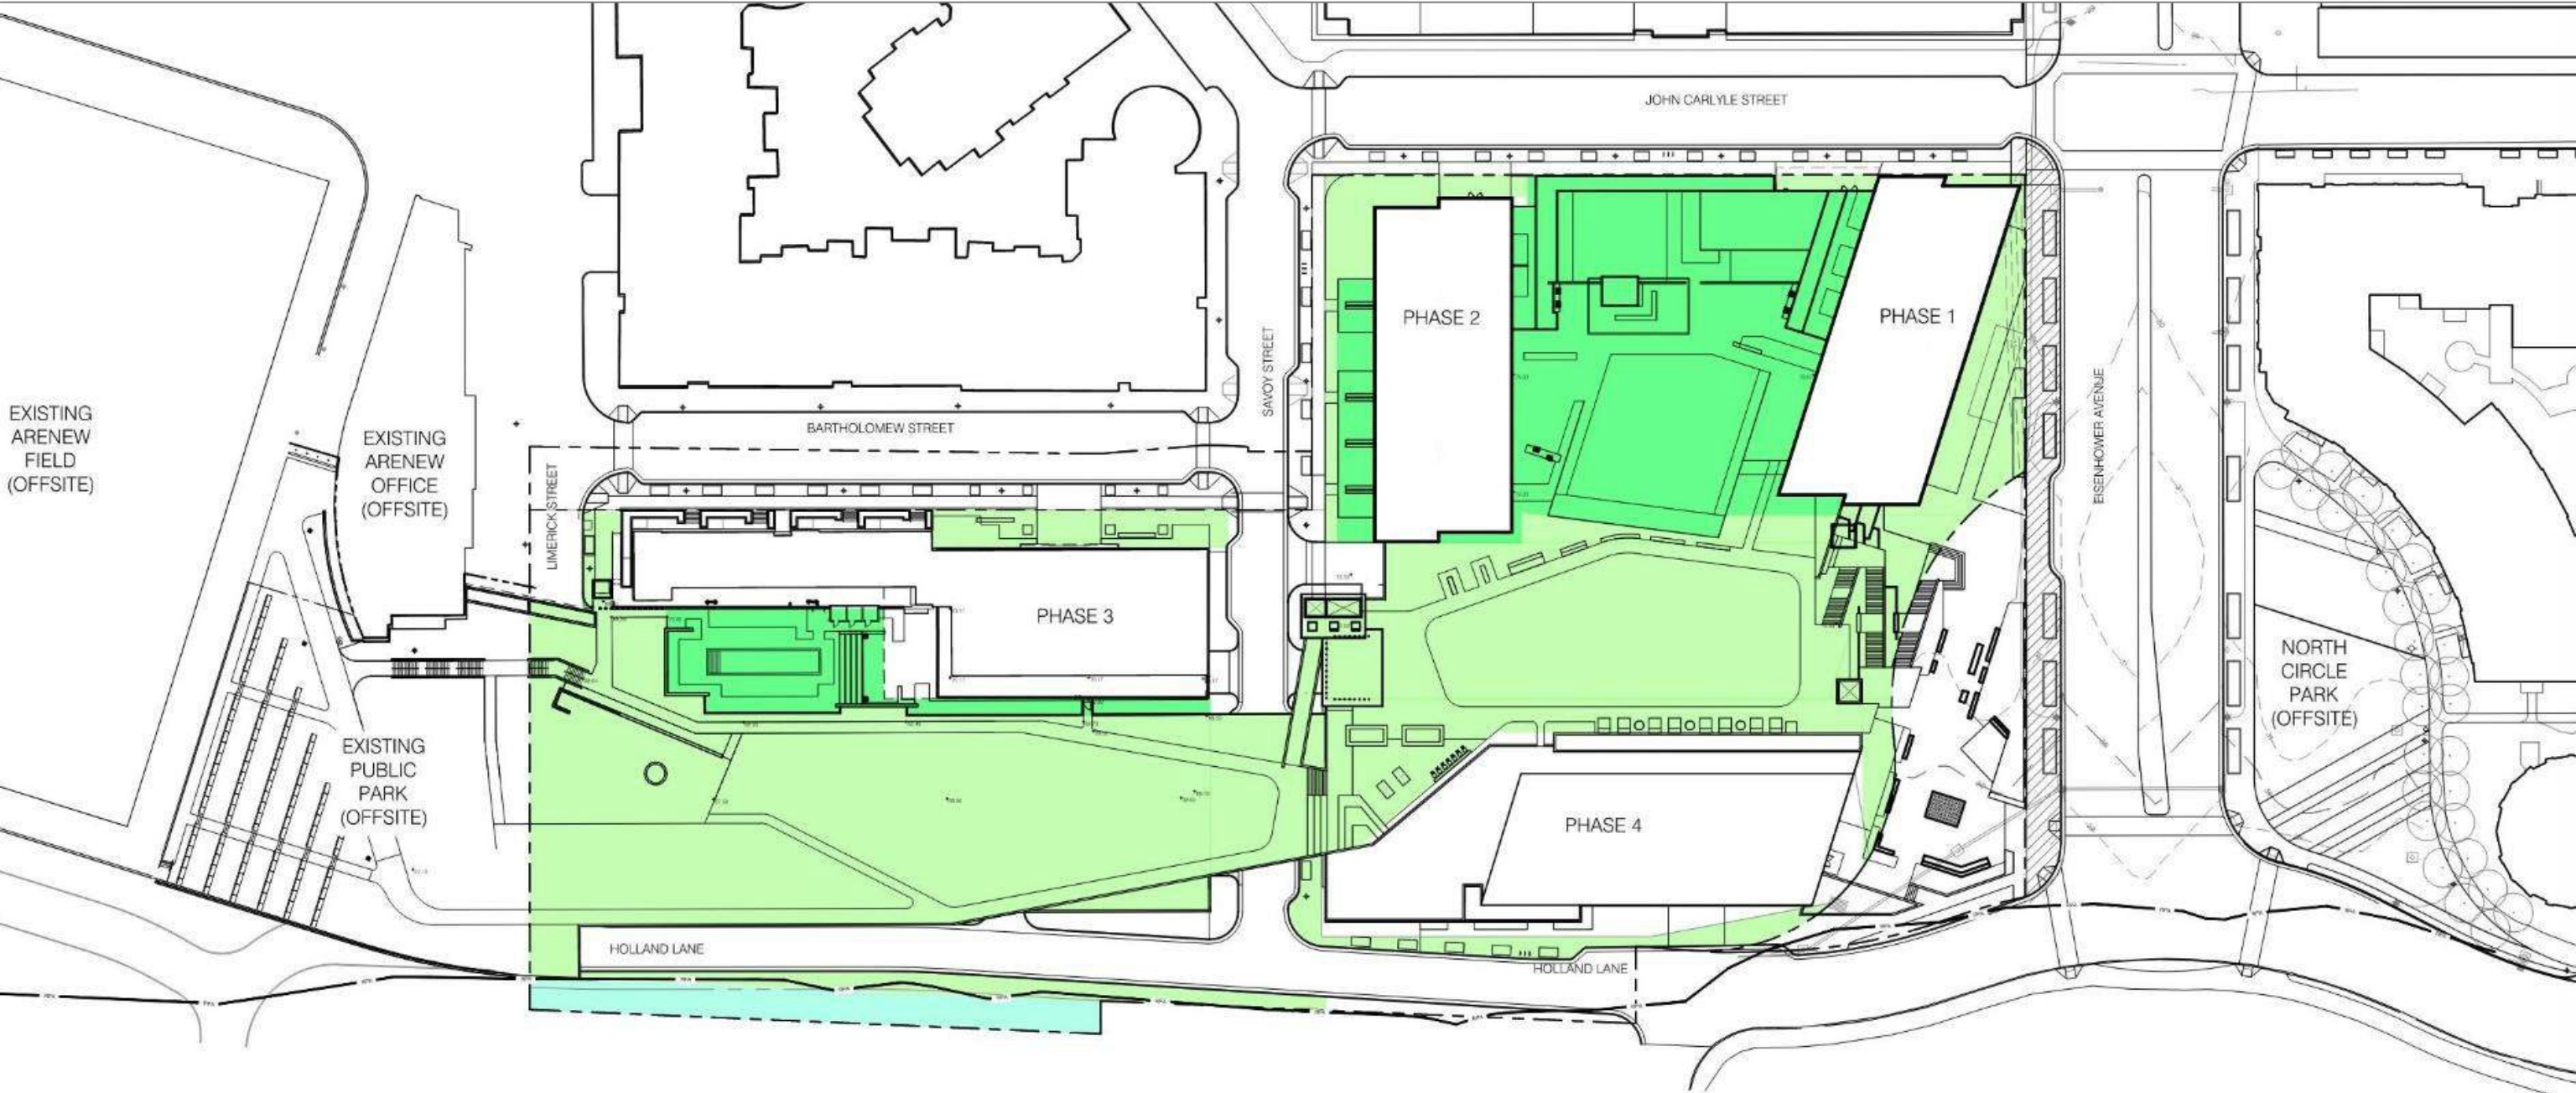 JOHN CARLYLE STREET
PHASE 2
PHASE 1
SAVOY STREET
EISENHOWER AVENUE
BARTHOLOMEW STREET
EXISTING
ARENEW
FIELD
(OFFSITE)
EXISTING
ARENEW
OFFICE
(OFFSITE)
LIMERICK STREET
PHASE 3
NORTH
CIRCLE
PARK
(OFFSITE)
EXISTING
PUBLIC
PARK
(OFFSITE)
PHASE 4
HOLLAND LANE
HOLLAND LANE